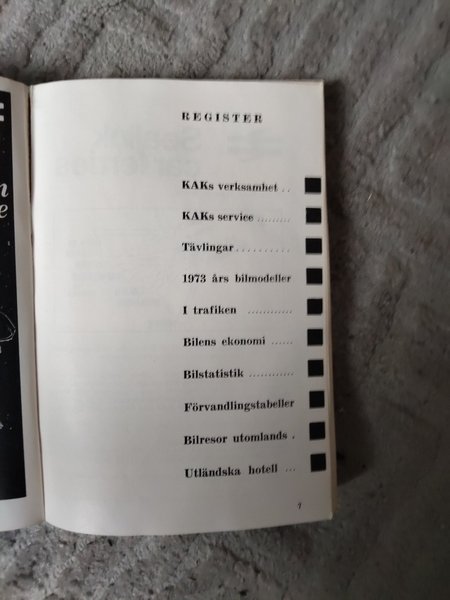 REGISTER
KAKs verksamhet ..
KAKs service .........
Tävlingar ..........
1973 års bilmodeller
I trafiken ............
Bilens ekonomi ......
Bilstatistik ............
Förvandlingstabeller
Bilresor utomlands .
Utländska hotell ...
7